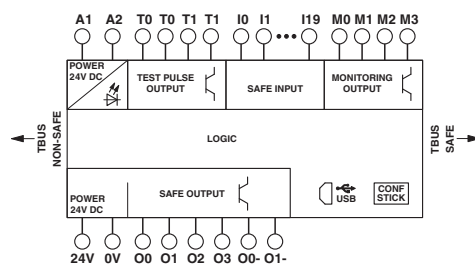 A1 A2 T0 T0 T1 T1 I0 I1 ••• I19 M0 M1 M2 M3
POWER
24V DC
TEST PULSE
OUTPUT
SAFE INPUT
MONITORING
OUTPUT
TBUS
NON-SAFE
LOGIC
TBUS
SAFE
POWER
24V DC
SAFE OUTPUT
USB
CONF
STICK
24V 0V O0 O1 O2 O3 O0- O1-